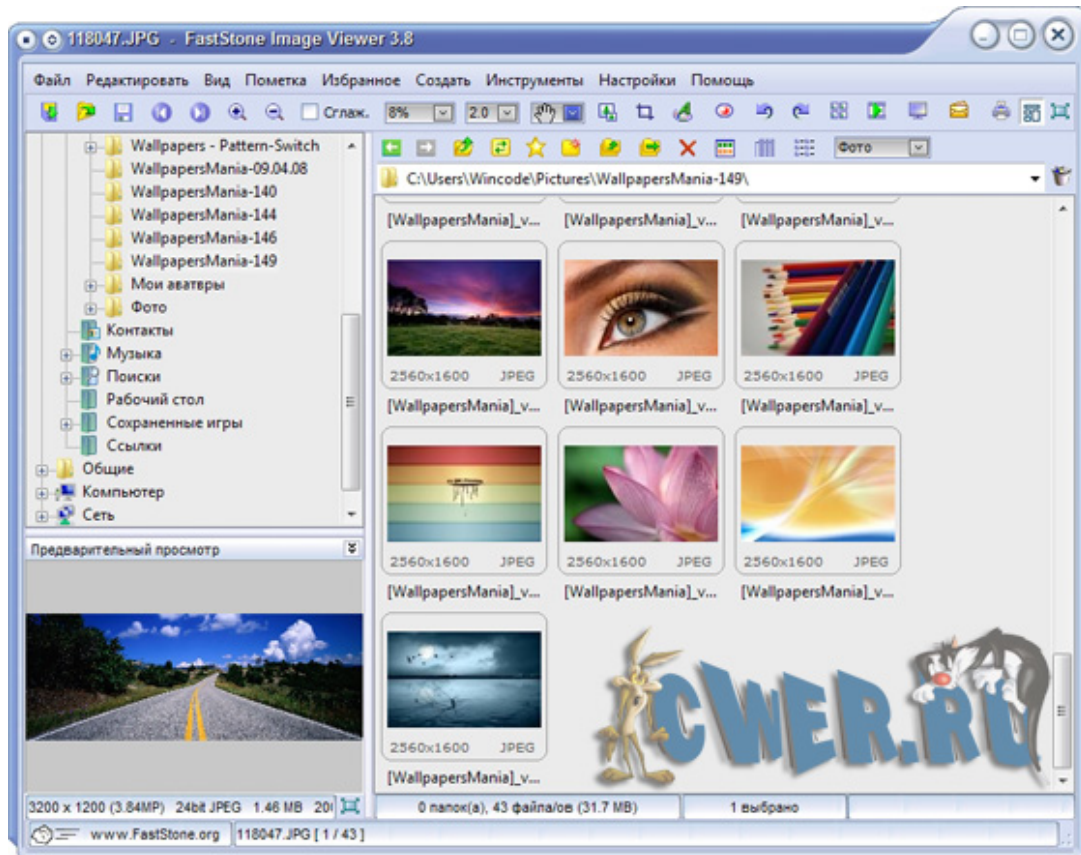 118047.JPG - FastStone Image Viewer 3.8
Файл Редактировать Вид Пометка Избранное Создать Инструменты Настройки Помощь
Сглаж. 8% 2.0
Фото
C:\Users\Wincode\Pictures\WallpapersMania-149\
Wallpapers - Pattern-Switch
WallpapersMania-09.04.08
WallpapersMania-140
WallpapersMania-144
WallpapersMania-146
WallpapersMania-149
Мои аватвры
Фото
Контакты
Музыка
Поиски
Рабочий стол
Сохраненные игры
Ссылки
Общие
Компьютер
Сеть
Предварительный просмотр
3200 x 1200 (3.84MP) 24bit JPEG 1.46 MB 20
[WallpapersMania]_v... [WallpapersMania]_v... [WallpapersMania]_v...
2560x1600 JPEG 2560x1600 JPEG 2560x1600 JPEG
[WallpapersMania]_v... [WallpapersMania]_v... [WallpapersMania]_v...
2560x1600 JPEG 2560x1600 JPEG 2560x1600 JPEG
[WallpapersMania]_v... [WallpapersMania]_v... [WallpapersMania]_v...
2560x1600 JPEG
[WallpapersMania]_v...
CWER.RU
0 папок(а), 43 файла/ов (31.7 MB) 1 выбрано
www.FastStone.org 118047.JPG [ 1 / 43 ]